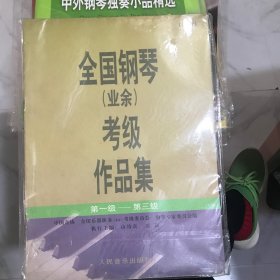 中外钢琴独奏小品精选
全国钢琴
(业余)
考级
作品集
第一级——第三级
人民音乐出版社